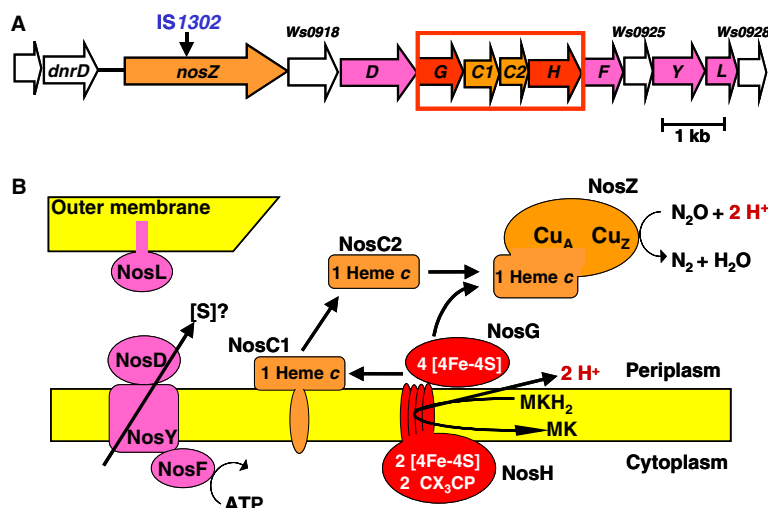 A
IS1302
Ws0918
Ws0925
Ws0928
dnrD
nosZ
D
G
C1
C2
H
F
Y
L
1 kb
B
NosZ
Outer membrane
N₂O + 2 H⁺
CuA CuZ
NosC2
NosL
1 Heme c
1 Heme c
N₂ + H₂O
[S]?
NosC1
NosG
NosD
4 [4Fe-4S]
1 Heme c
2 H⁺
Periplasm
MKH₂
NosY
MK
NosF
2 [4Fe-4S]
Cytoplasm
2 CX₃CP
NosH
ATP